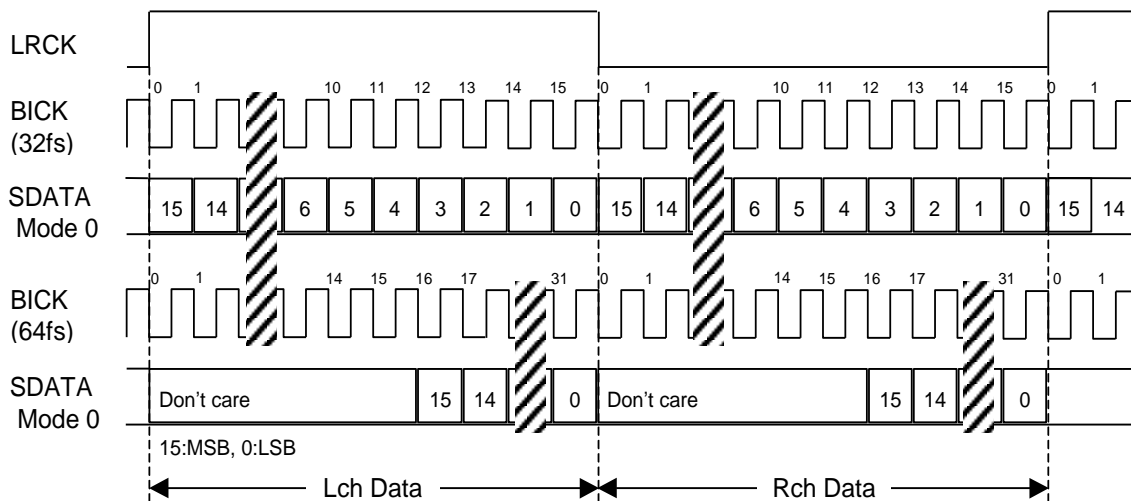 LRCK
0 1 10 11 12 13 14 15 0 1 10 11 12 13 14 15 0 1
BICK
(32fs)
SDATA
Mode 0
15 14 6 5 4 3 2 1 0 15 14 6 5 4 3 2 1 0 15 14
0 1 14 15 16 17 31 0 1 14 15 16 17 31 0 1
BICK
(64fs)
SDATA
Mode 0
Don't care 15 14 0 Don't care 15 14 0
15:MSB, 0:LSB
Lch Data Rch Data